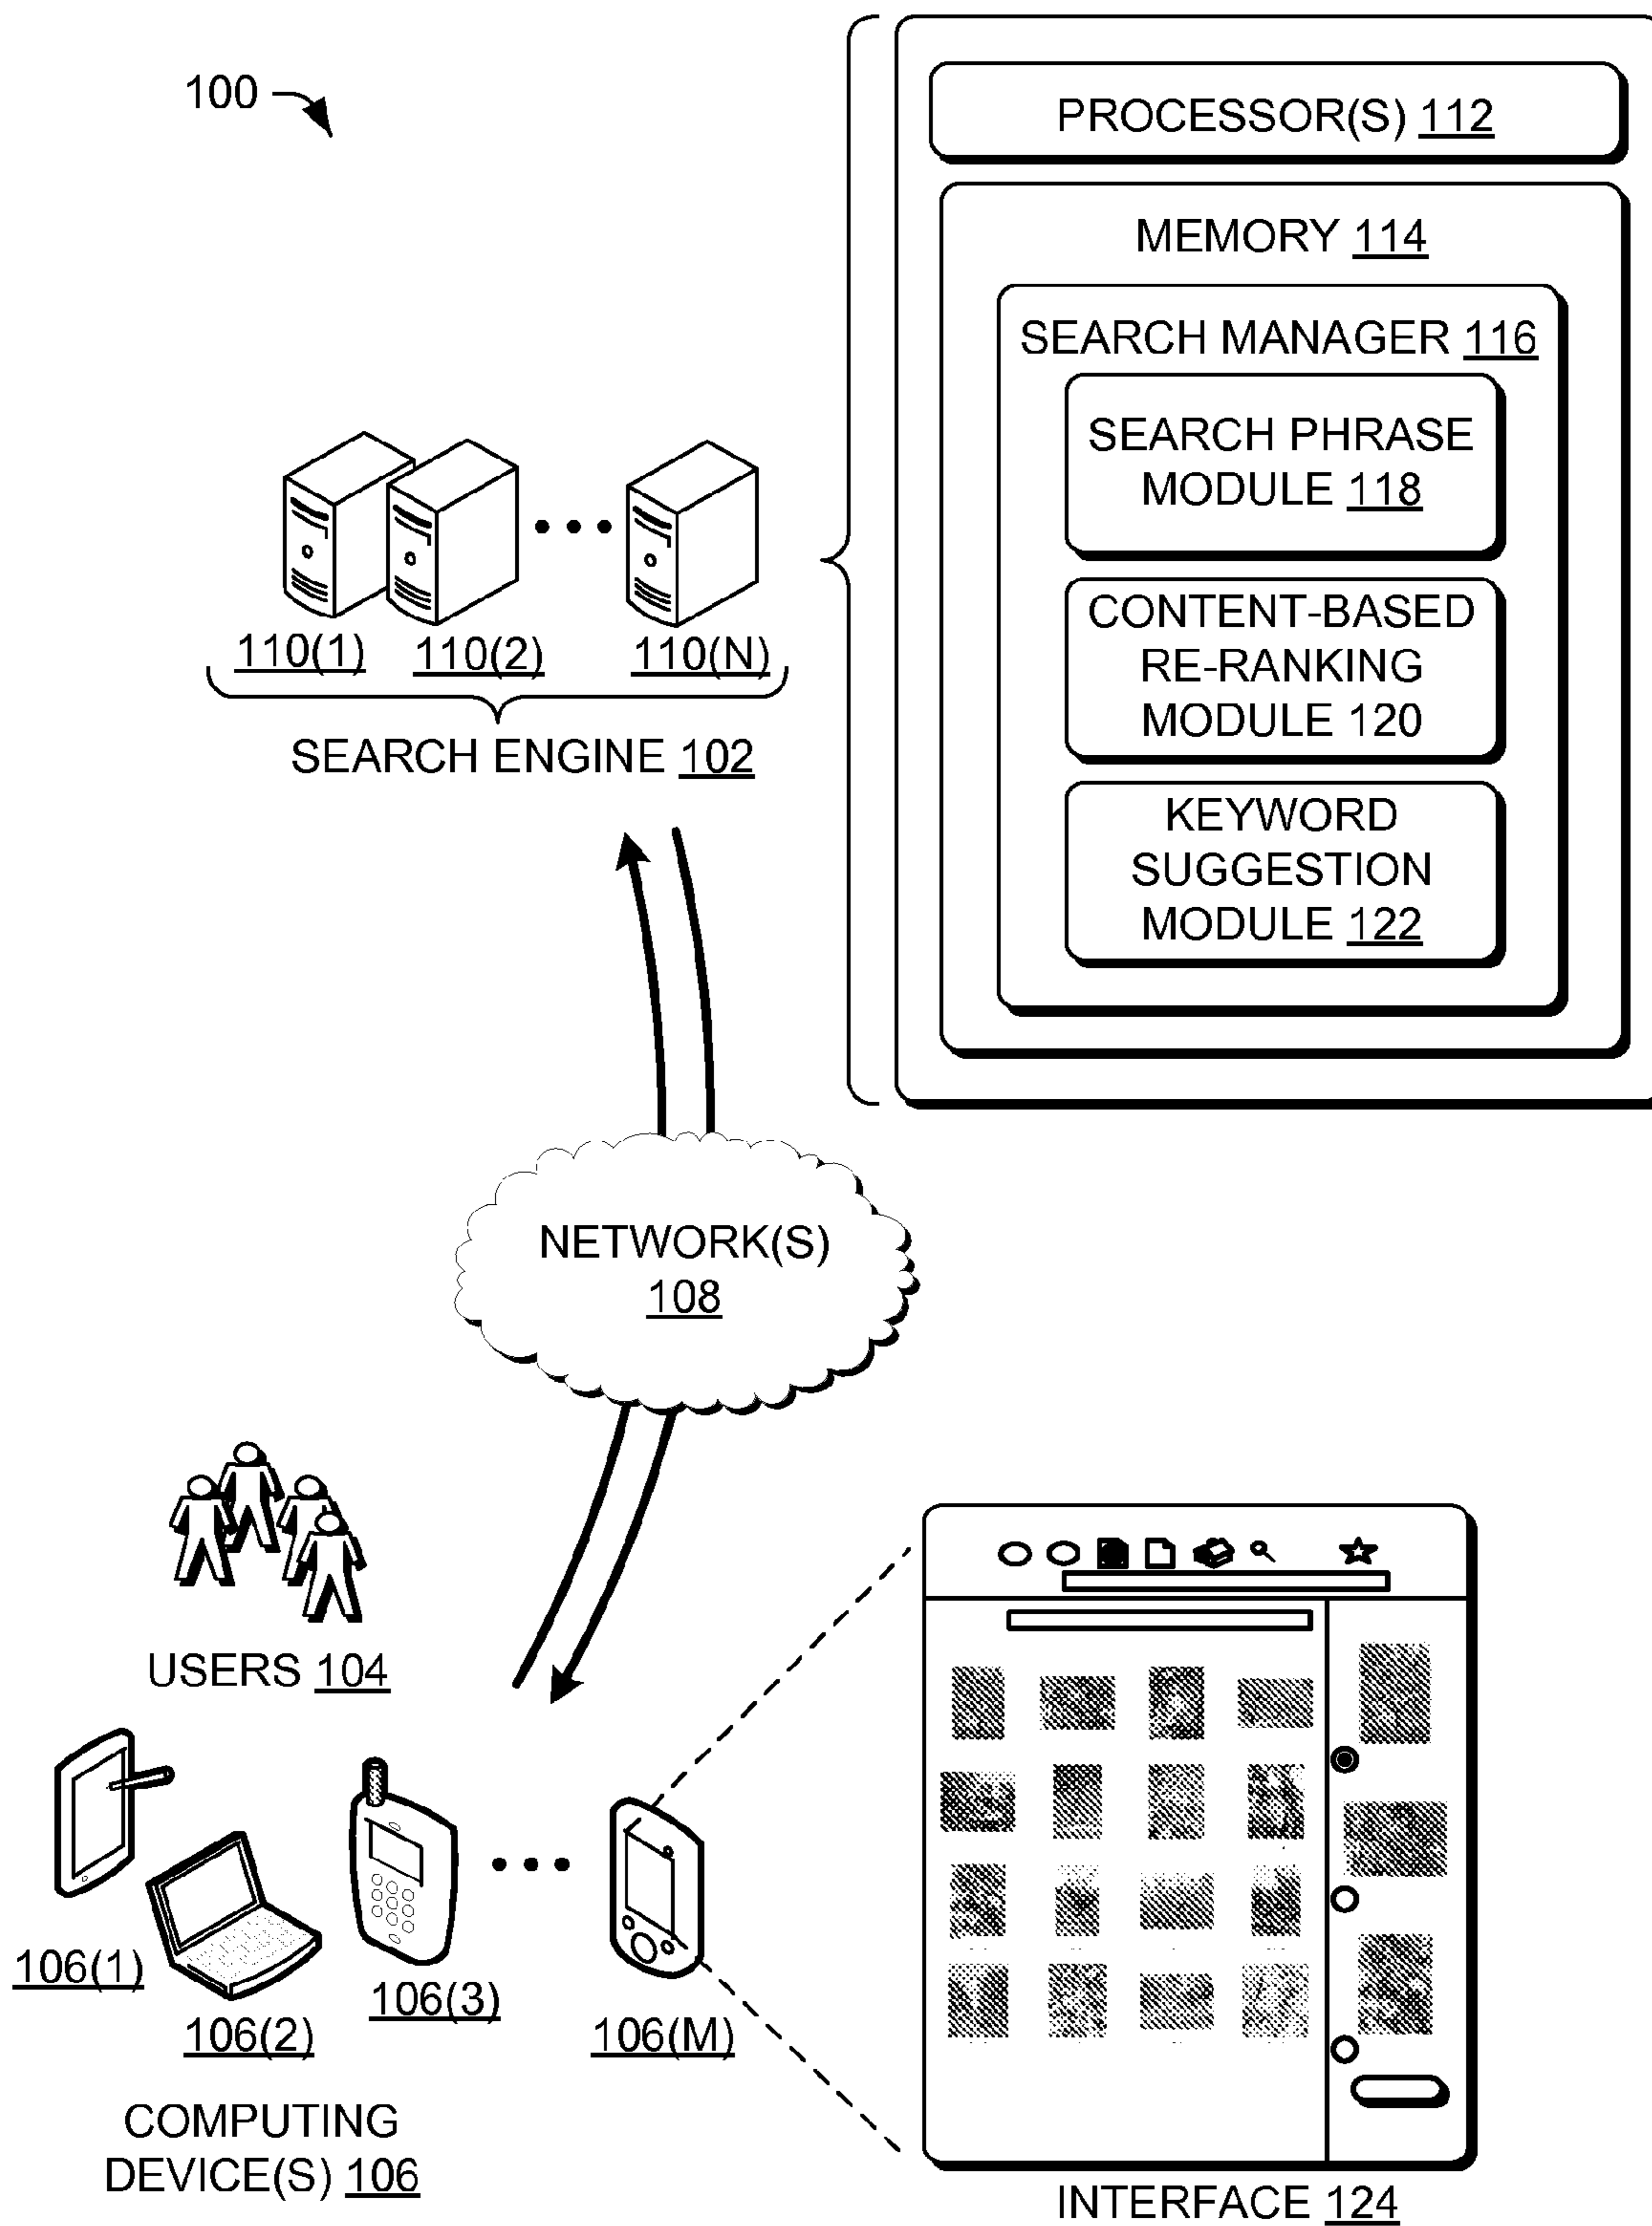 100
PROCESSOR(S) 112
MEMORY 114
SEARCH MANAGER 116
SEARCH PHRASE
MODULE 118
CONTENT-BASED
RE-RANKING
MODULE 120
KEYWORD
SUGGESTION
MODULE 122
110(1)
110(2)
110(N)
SEARCH ENGINE 102
NETWORK(S)
108
USERS 104
106(1)
106(2)
106(3)
106(M)
COMPUTING
DEVICE(S) 106
INTERFACE 124